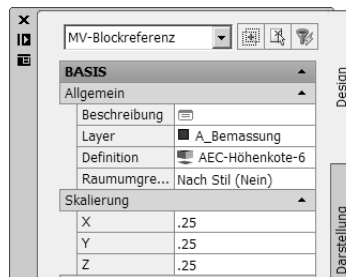 MV-Blockreferenz
BASIS
Allgemein
Beschreibung
Layer A_Bemassung
Definition AEC-Höhenkote-6
Raumumgre... Nach Stil (Nein)
Skalierung
X .25
Y .25
Z .25
Design
Darstellung